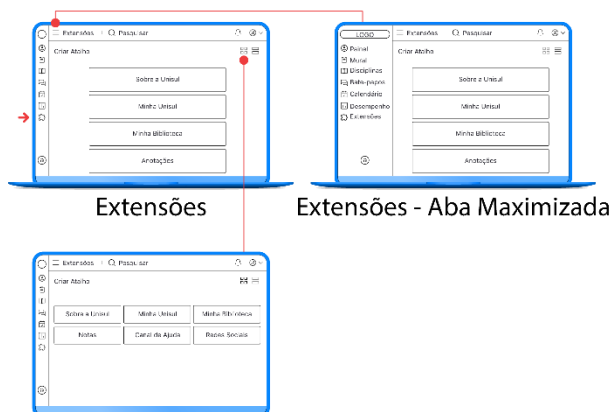 Extensões
Pesquisar
Criar Atalho
Sobre a Unisul
Minha Unisul
Minha Biblioteca
Anotações
Extensões
LOGO
Extensões
Pesquisar
Painel
Criar Atalho
Mural
Disciplinas
Bate-papos
Calendário
Desempenho
Extensões
Sobre a Unisul
Minha Unisul
Minha Biblioteca
Anotações
Extensões - Aba Maximizada
Extensões
Pesquisar
Criar Atalho
Sobre a Unisul
Minha Unisul
Minha Biblioteca
Notas
Canal da Ajuda
Redes Sociais